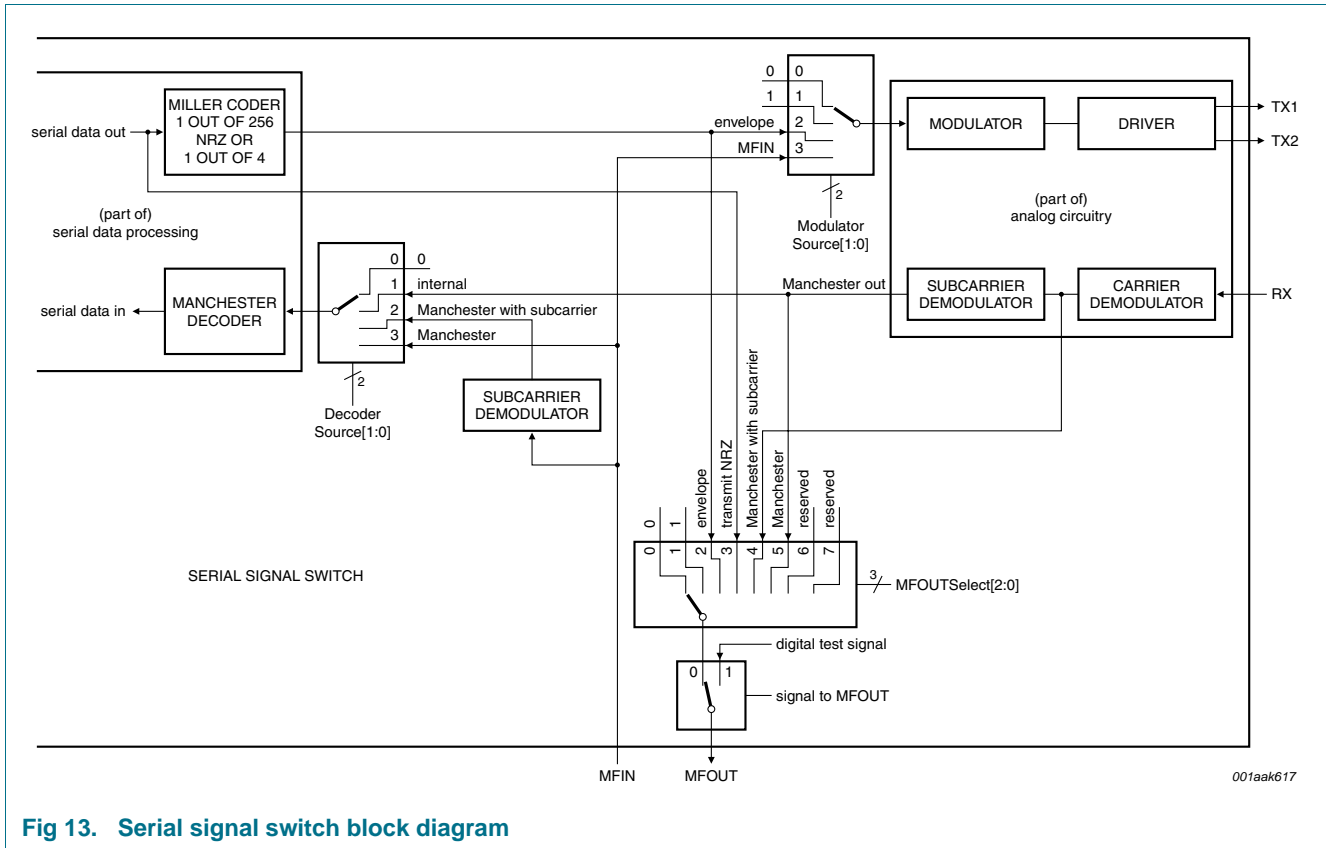 MILLER CODER
1 OUT OF 256
NRZ OR
1 OUT OF 4
serial data out
(part of)
serial data processing
serial data in
MANCHESTER
DECODER
0 0
1 internal
2 Manchester with subcarrier
3 Manchester
2
Decoder
Source[1:0]
SUBCARRIER
DEMODULATOR
0 0
1 1
envelope 2
MFIN 3
2
Modulator
Source[1:0]
MODULATOR
DRIVER
TX1
TX2
(part of)
analog circuitry
Manchester out
SUBCARRIER
DEMODULATOR
CARRIER
DEMODULATOR
RX
0
1
envelope
transmit NRZ
Manchester with subcarrier
Manchester
reserved
reserved
0 1 2 3 4 5 6 7
3
MFOUTSelect[2:0]
SERIAL SIGNAL SWITCH
digital test signal
0 1
signal to MFOUT
MFIN
MFOUT
001aak617
Fig 13. Serial signal switch block diagram